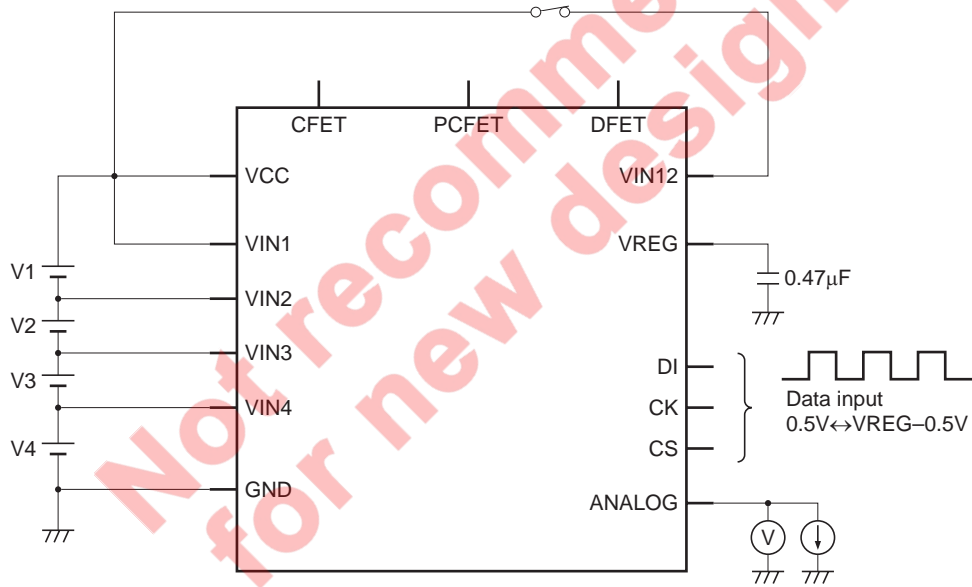 Not recommend
for new design
CFET PCFET DFET
VCC
VIN12
VIN1
VREG
V1
0.47μF
VIN2
V2
VIN3
DI
V3
Data input
VIN4
CK
0.5V↔VREG–0.5V
V4
CS
GND
ANALOG
V